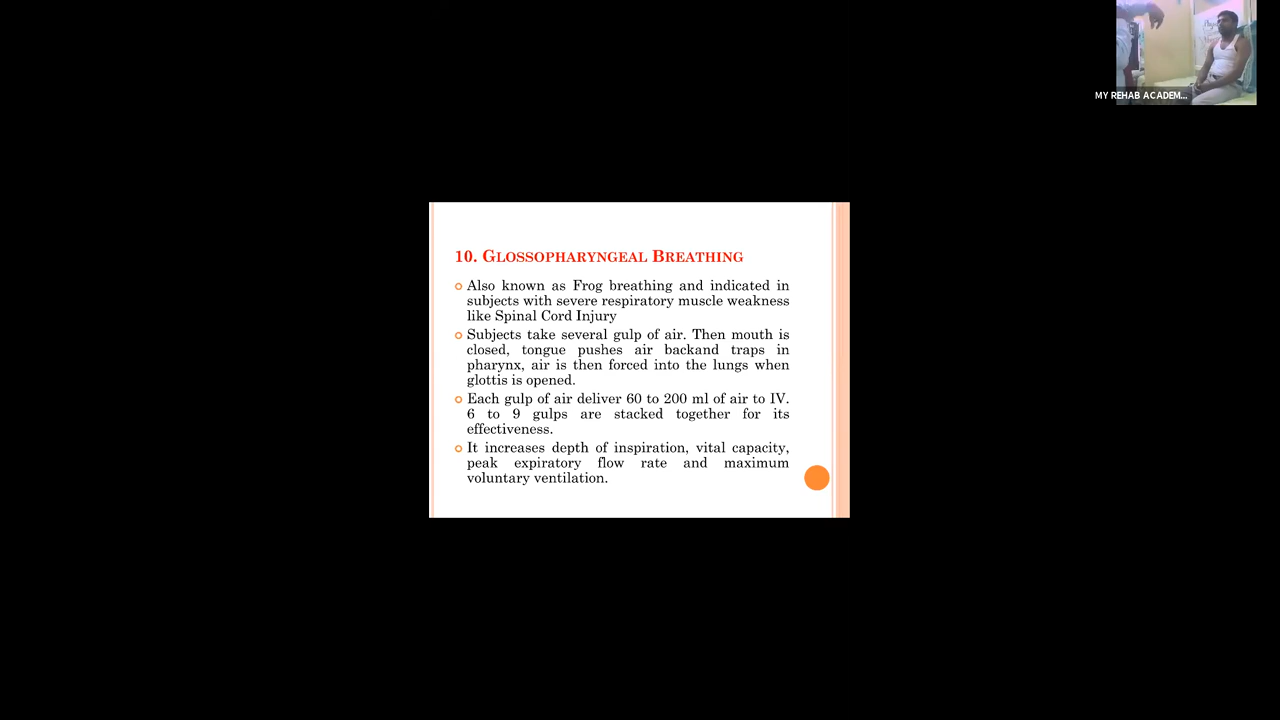 MY REHAB ACADEM...
10. GLOSSOPHARYNGEAL BREATHING
Also known as Frog breathing and indicated in
subjects with severe respiratory muscle weakness
like Spinal Cord Injury
Subjects take several gulp of air. Then mouth is
closed, tongue pushes air backand traps in
pharynx, air is then forced into the lungs when
glottis is opened.
Each gulp of air deliver 60 to 200 ml of air to IV.
6 to 9 gulps are stacked together for its
effectiveness.
It increases depth of inspiration, vital capacity,
peak expiratory flow rate and maximum
voluntary ventilation.